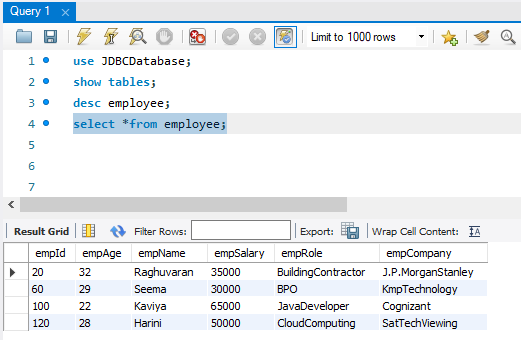 Query 1
Limit to 1000 rows
1 use JDBCDatabase;
2 show tables;
3 desc employee;
4 select *from employee;
5
6
7
Result Grid Filter Rows: Export: Wrap Cell Content: IA
empId empAge empName empSalary empRole empCompany
20 32 Raghuvaran 35000 BuildingContractor J.P.MorganStanley
60 29 Seema 30000 BPO KmpTechnology
100 22 Kaviya 65000 JavaDeveloper Cognizant
120 28 Harini 50000 CloudComputing SatTechViewing